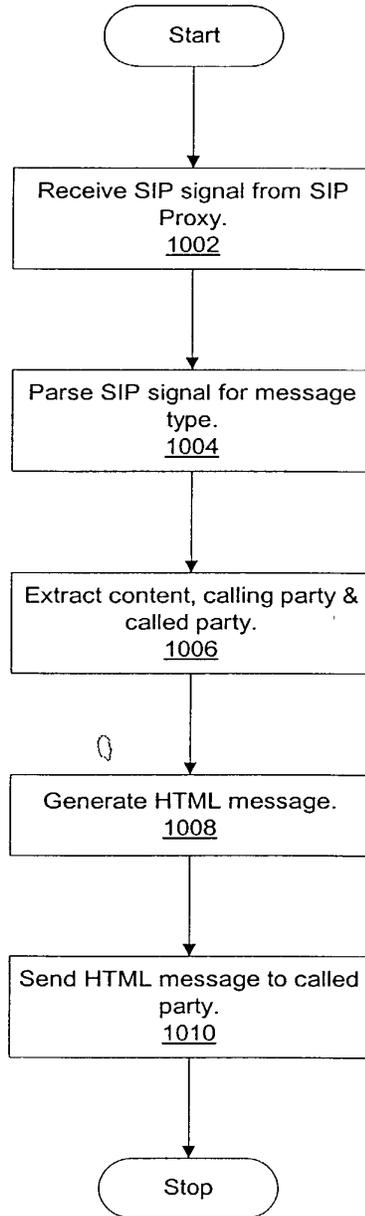 Start
Receive SIP signal from SIP
Proxy.
1002
Parse SIP signal for message
type.
1004
Extract content, calling party &
called party.
1006
Generate HTML message.
1008
Send HTML message to called
party.
1010
Stop